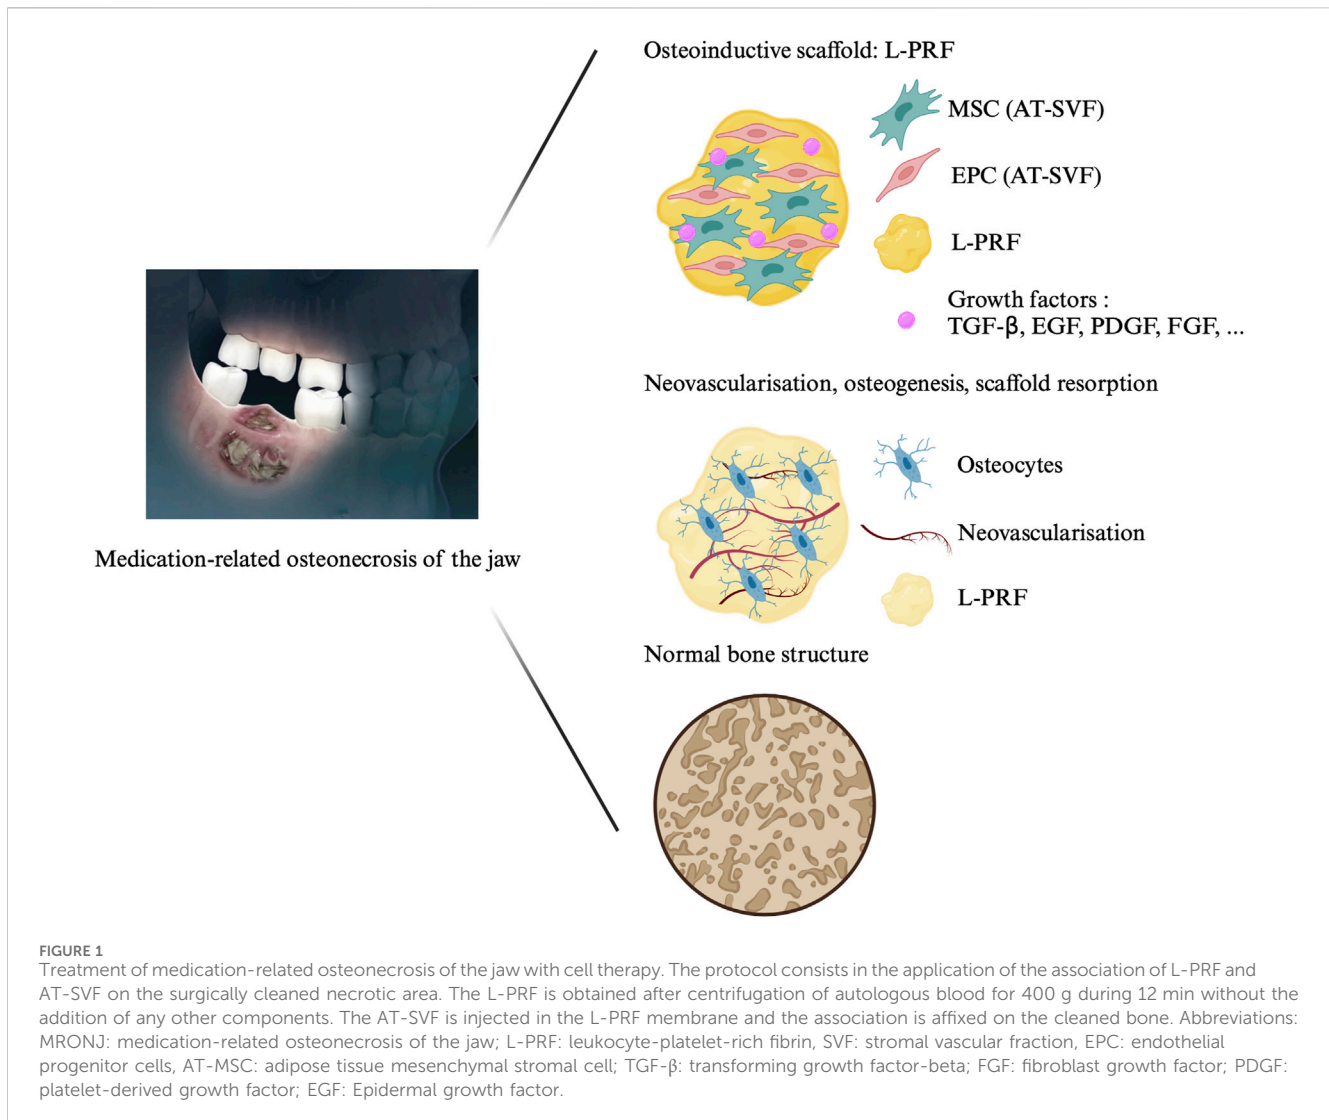 Osteoinductive scaffold: L-PRF
MSC (AT-SVF)
EPC (AT-SVF)
L-PRF
Growth factors :
TGF-β, EGF, PDGF, FGF, ...
Neovascularisation, osteogenesis, scaffold resorption
Osteocytes
Neovascularisation
L-PRF
Medication-related osteonecrosis of the jaw
Normal bone structure
FIGURE 1
Treatment of medication-related osteonecrosis of the jaw with cell therapy. The protocol consists in the application of the association of L-PRF and
AT-SVF on the surgically cleaned necrotic area. The L-PRF is obtained after centrifugation of autologous blood for 400 g during 12 min without the
addition of any other components. The AT-SVF is injected in the L-PRF membrane and the association is affixed on the cleaned bone. Abbreviations:
MRONJ: medication-related osteonecrosis of the jaw; L-PRF: leukocyte-platelet-rich fibrin, SVF: stromal vascular fraction, EPC: endothelial
progenitor cells, AT-MSC: adipose tissue mesenchymal stromal cell; TGF-β: transforming growth factor-beta; FGF: fibroblast growth factor; PDGF:
platelet-derived growth factor; EGF: Epidermal growth factor.